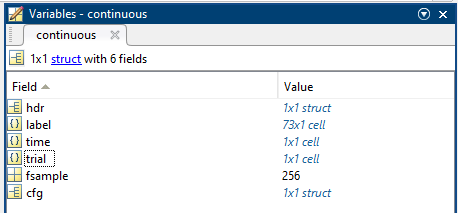 Variables - continuous
continuous
1x1 struct with 6 fields
Field Value
hdr 1x1 struct
label 73x1 cell
time 1x1 cell
trial 1x1 cell
fsample 256
cfg 1x1 struct